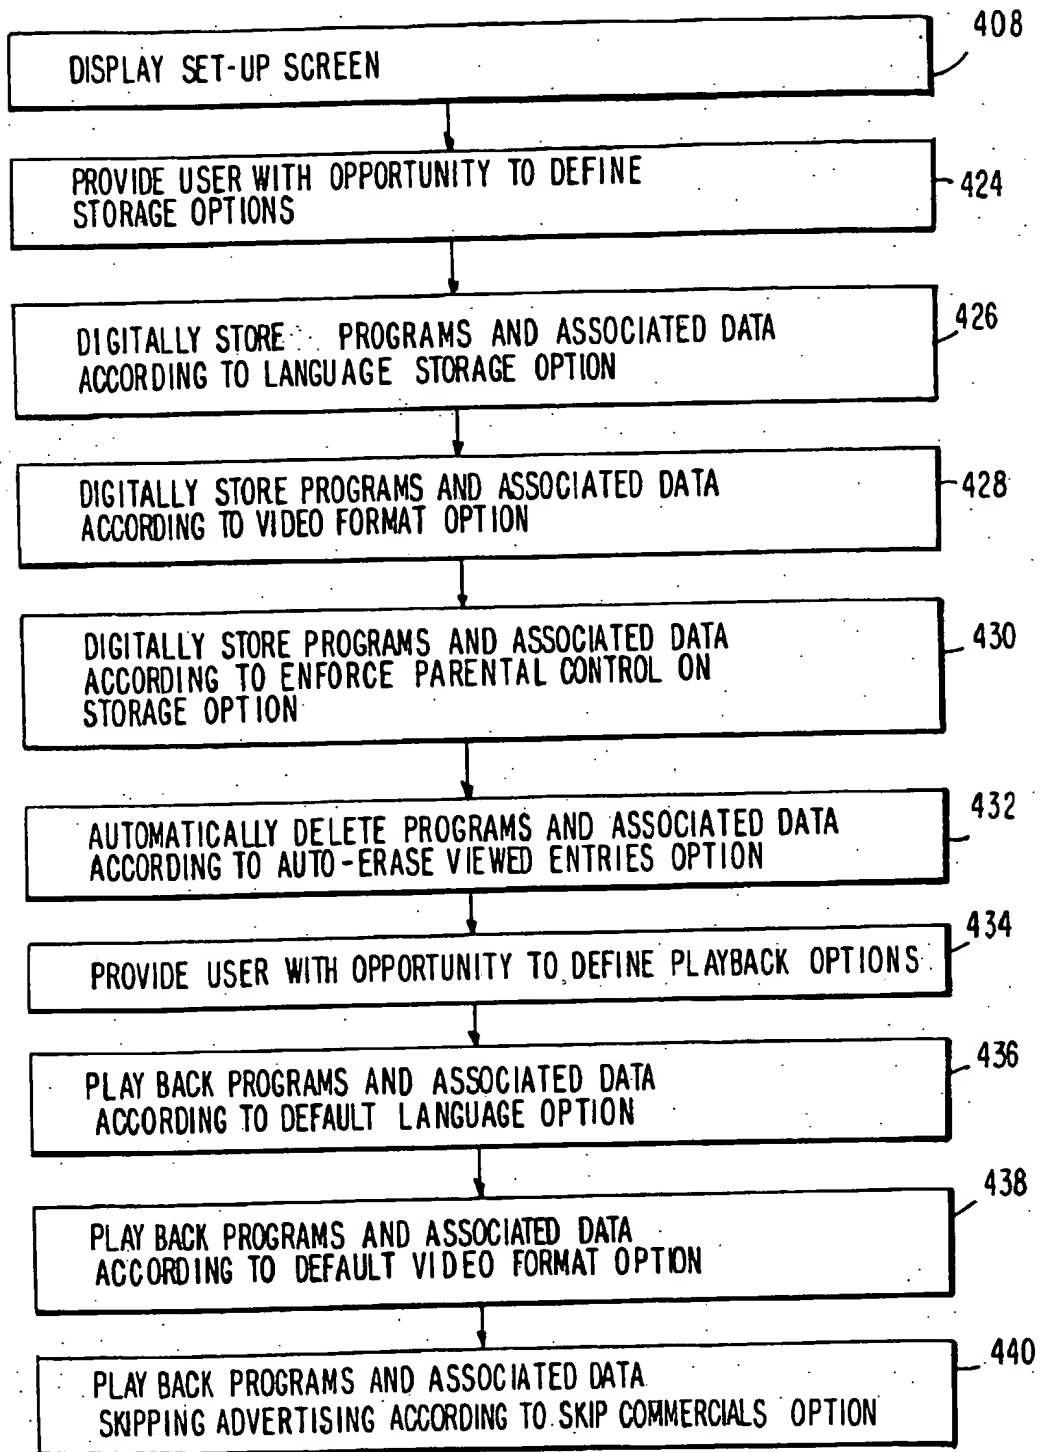 408
DISPLAY SET-UP SCREEN
PROVIDE USER WITH OPPORTUNITY TO DEFINE
STORAGE OPTIONS
424
DIGITALLY STORE PROGRAMS AND ASSOCIATED DATA
ACCORDING TO LANGUAGE STORAGE OPTION
426
DIGITALLY STORE PROGRAMS AND ASSOCIATED DATA
ACCORDING TO VIDEO FORMAT OPTION
428
DIGITALLY STORE PROGRAMS AND ASSOCIATED DATA
ACCORDING TO ENFORCE PARENTAL CONTROL ON
STORAGE OPTION
430
AUTOMATICALLY DELETE PROGRAMS AND ASSOCIATED DATA
ACCORDING TO AUTO-ERASE VIEWED ENTRIES OPTION
432
PROVIDE USER WITH OPPORTUNITY TO DEFINE PLAYBACK OPTIONS
434
PLAY BACK PROGRAMS AND ASSOCIATED DATA
ACCORDING TO DEFAULT LANGUAGE OPTION
436
PLAY BACK PROGRAMS AND ASSOCIATED DATA
ACCORDING TO DEFAULT VIDEO FORMAT OPTION
438
PLAY BACK PROGRAMS AND ASSOCIATED DATA
SKIPPING ADVERTISING ACCORDING TO SKIP COMMERCIALS OPTION
440